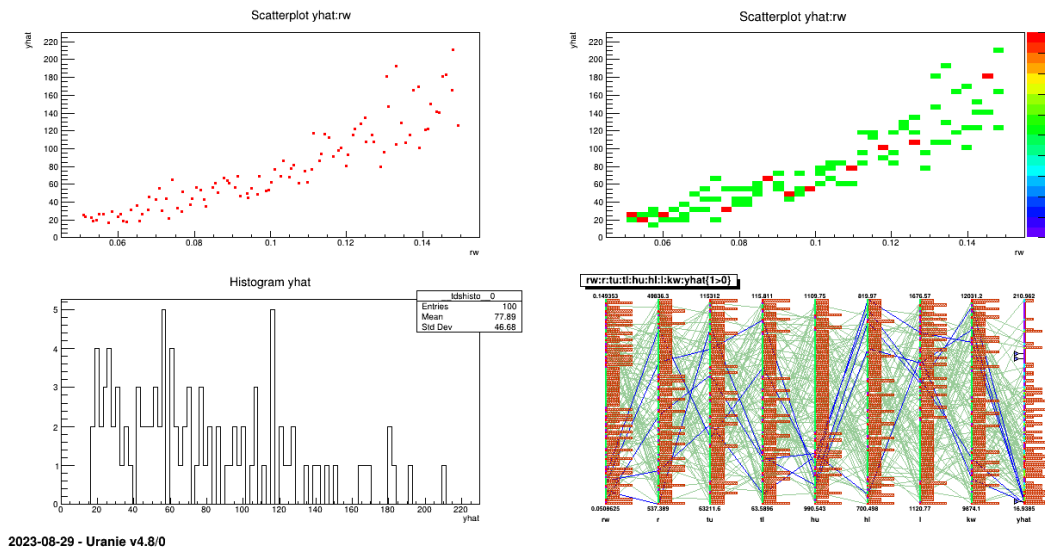 Scatterplot yhat:rw
yhat
220
200
180
160
140
120
100
80
60
40
20
0
0.06
0.08
0.1
0.12
0.14
rw
Scatterplot yhat:rw
yhat
220
200
180
160
140
120
100
80
60
40
20
0
0.06
0.08
0.1
0.12
0.14
rw
Histogram yhat
__tdshisto__0
Entries 100
Mean 77.89
Std Dev 46.68
5
4
3
2
1
0
0 20 40 60 80 100 120 140 160 180 200 220
yhat
rw:r:tu:tl:hu:hl:l:kw:yhat{1>0}
0.149353 49836.3 115312 115.811 1109.75 819.97 1676.57 12031.2 210.962
537.389 63211.6 63.5896 990.543 700.498 1120.77 9874.1 16.9385
rw r tu tl hu hl l kw yhat
2023-08-29 - Uranie v4.8/0